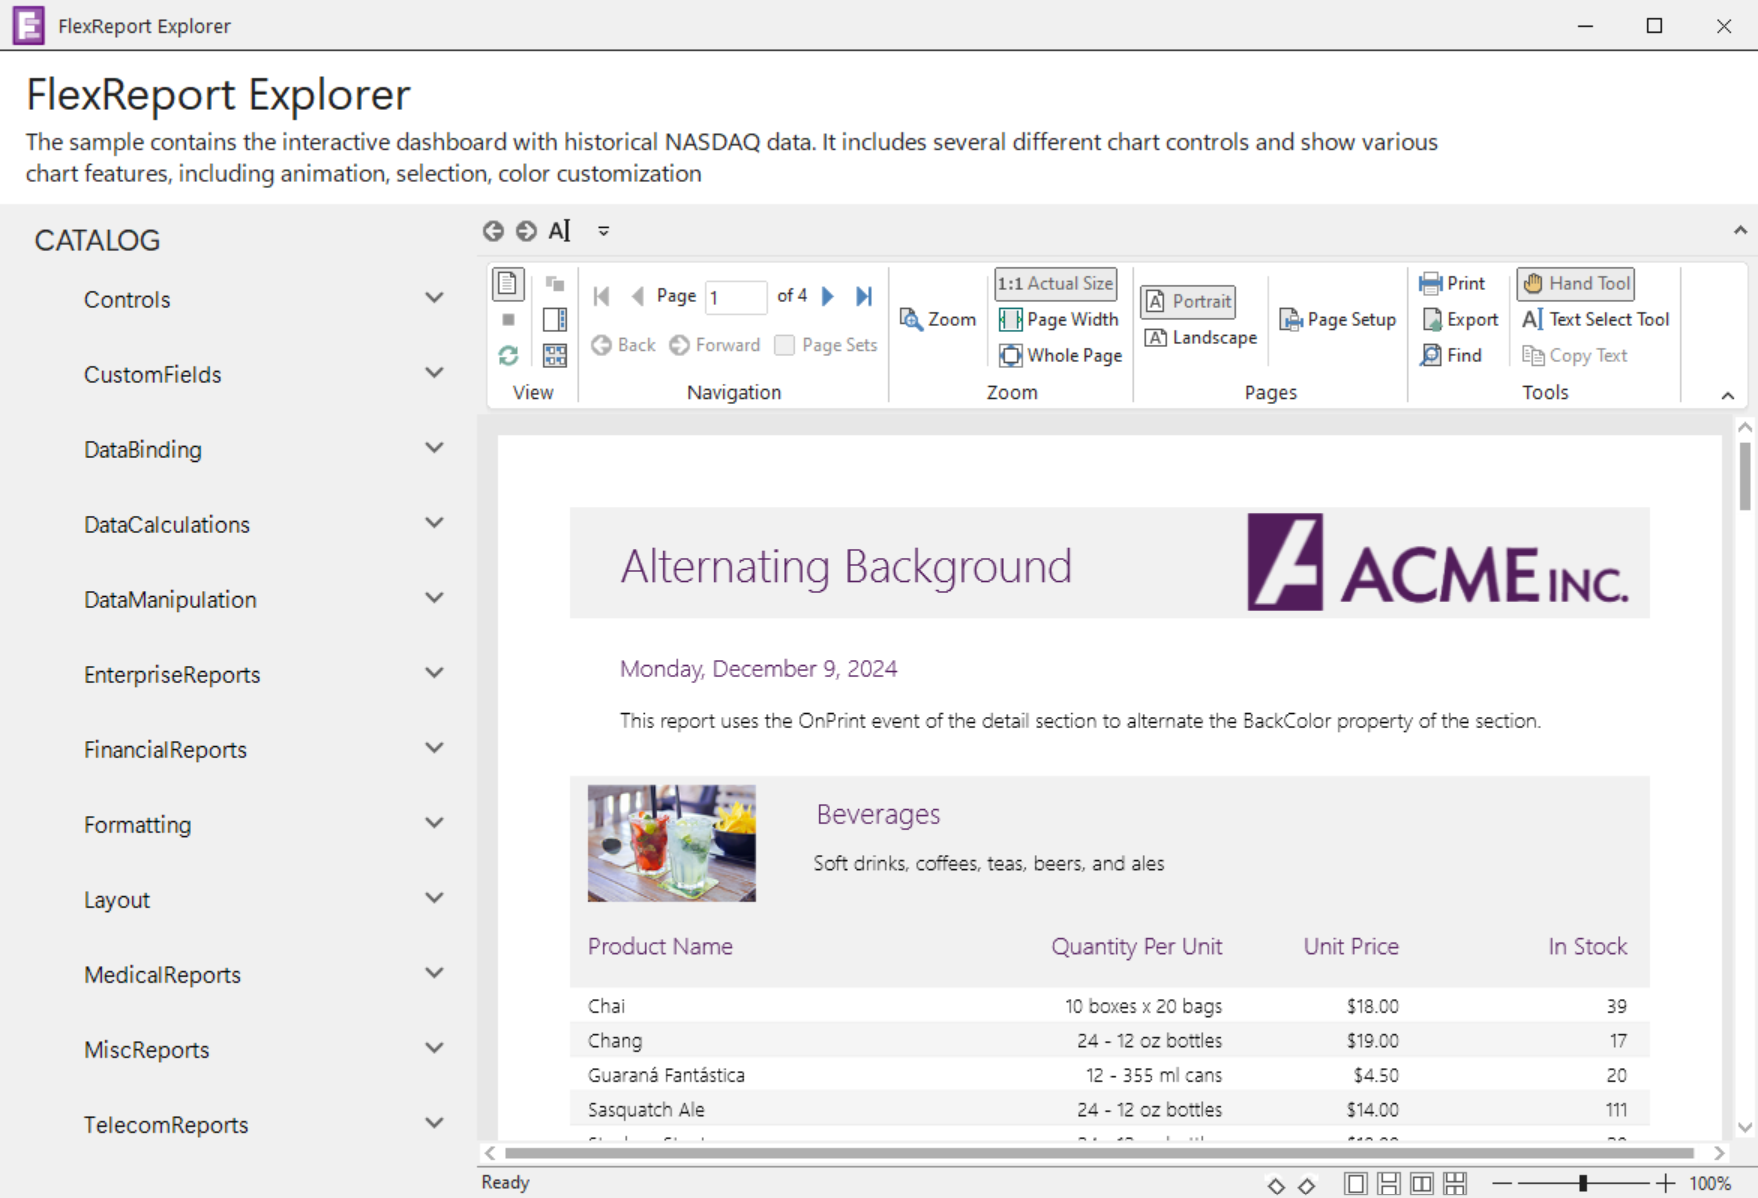 FlexReport Explorer
FlexReport Explorer
The sample contains the interactive dashboard with historical NASDAQ data. It includes several different chart controls and show various
chart features, including animation, selection, color customization
CATALOG
Controls
CustomFields
DataBinding
DataCalculations
DataManipulation
EnterpriseReports
FinancialReports
Formatting
Layout
MedicalReports
MiscReports
TelecomReports
View
Page 1 of 4
Back Forward Page Sets
Navigation
Zoom
1:1 Actual Size
Page Width
Whole Page
Zoom
Portrait
Landscape
Page Setup
Pages
Print
Export
Find
Hand Tool
Text Select Tool
Copy Text
Tools
Alternating Background
ACME INC.
Monday, December 9, 2024
This report uses the OnPrint event of the detail section to alternate the BackColor property of the section.
Beverages
Soft drinks, coffees, teas, beers, and ales
Product Name Quantity Per Unit Unit Price In Stock
Chai 10 boxes x 20 bags $18.00 39
Chang 24 - 12 oz bottles $19.00 17
Guaraná Fantástica 12 - 355 ml cans $4.50 20
Sasquatch Ale 24 - 12 oz bottles $14.00 111
Ready
100%